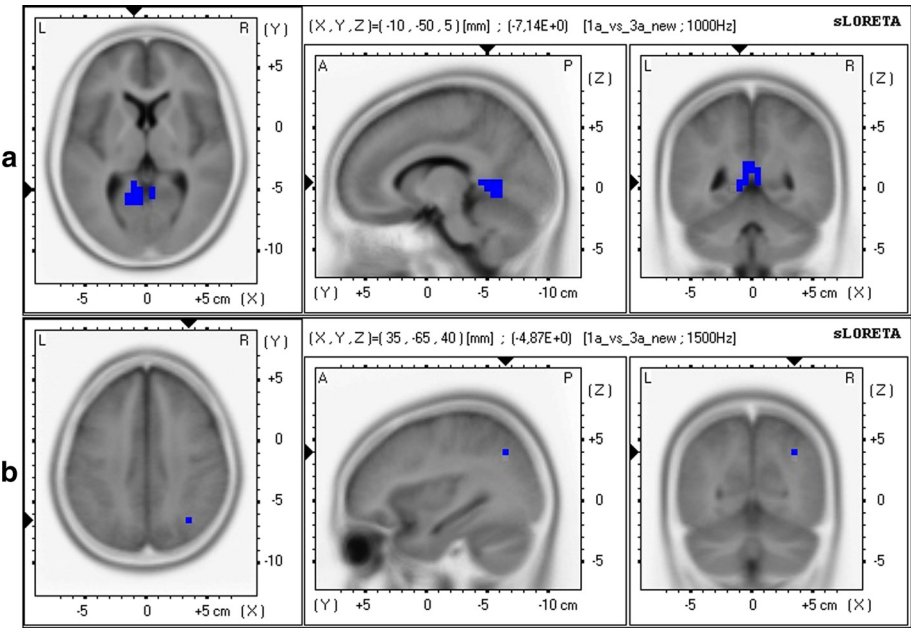 a
L R (Y)
+5
0
-5
-10
-5 0 +5 cm (X)
(X,Y,Z)=(-10,-50,5)[mm] ; (-7,14E+0) [1a_vs_3a_new;1000Hz] sLORETA
A P (Z)
+5
0
-5
(Y) +5 0 -5 -10 cm
L R (Z)
+5
0
-5
-5 0 +5 cm (X)
b
L R (Y)
+5
0
-5
-10
-5 0 +5 cm (X)
(X,Y,Z)=(35,-65,40)[mm] ; (-4,87E+0) [1a_vs_3a_new;1500Hz] sLORETA
A P (Z)
+5
0
-5
(Y) +5 0 -5 -10 cm
L R (Z)
+5
0
-5
-5 0 +5 cm (X)